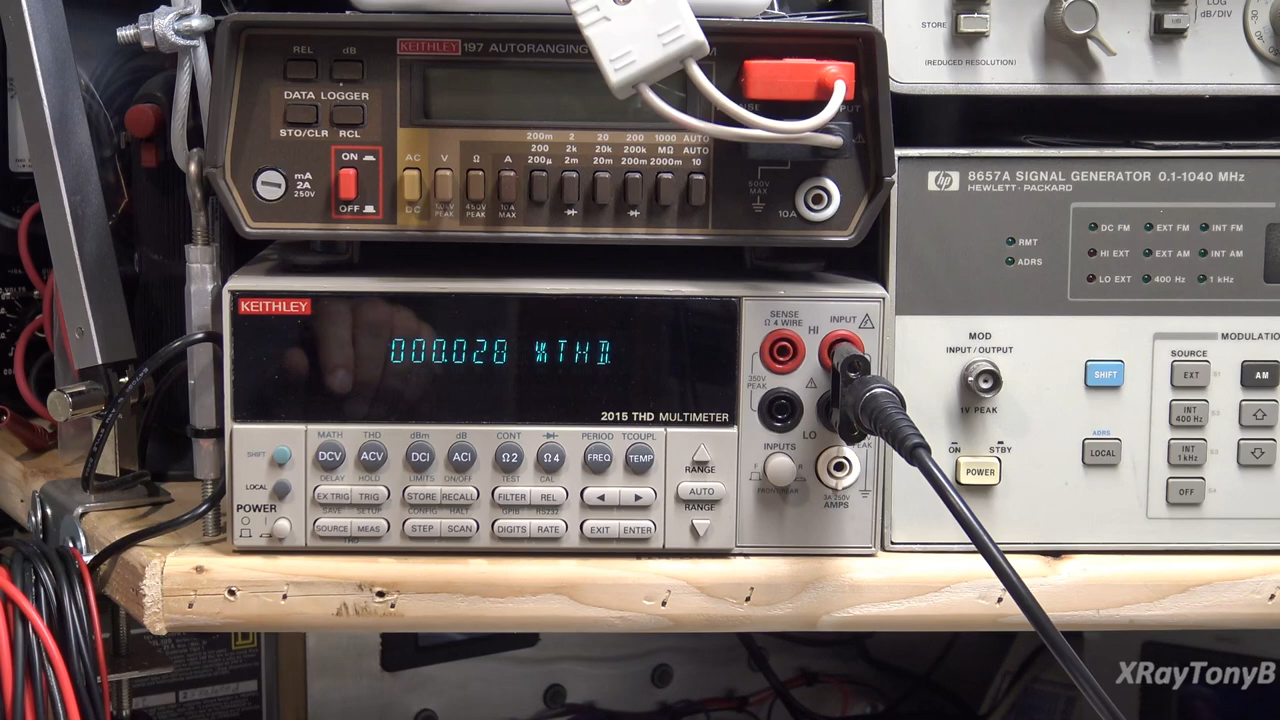 STORE
(REDUCED RESOLUTION)
LOG
dB/DIV
REL
dB
KEITHLEY 197 AUTORANGING
DATA LOGGER
STO/CLR
RCL
ON
OFF
mA
2A
250V
AC
DC
V
Ω
A
200m 2 20 200 1000 AUTO
200 2k 20k 200k MΩ AUTO
200μ 2m 20m 200m 2000m 10
450V
PEAK
10A
MAX
PEAK
500V
MAX
10A
hp
8657A SIGNAL GENERATOR 0.1-1040 MHz
HEWLETT-PACKARD
RMT
ADRS
DC FM
EXT FM
INT FM
HI EXT
EXT AM
INT AM
LO EXT
400 Hz
1 kHz
MOD
INPUT/OUTPUT
1V PEAK
ON
STBY
POWER
SHIFT
ADRS
LOCAL
SOURCE
EXT
INT
400 Hz
INT
1 kHz
OFF
AM
KEITHLEY
000.028 %THD
2015 THD MULTIMETER
SENSE
Ω 4 WIRE
INPUT
HI
350V
PEAK
LO
INPUTS
F
R
FRONT/REAR
3A 250V
AMPS
SHIFT
LOCAL
POWER
MATH THD dBm dB CONT PERIOD TCOUPL
DCV ACV DCI ACI Ω2 Ω4 FREQ TEMP
DELAY HOLD LIMITS ON/OFF TEST CAL
EX TRIG TRIG STORE RECALL FILTER REL
SAVE SETUP CONFIG HALT GPIB RS232
SOURCE MEAS STEP SCAN DIGITS RATE EXIT ENTER
THD
RANGE
AUTO
RANGE
XRayTonyB